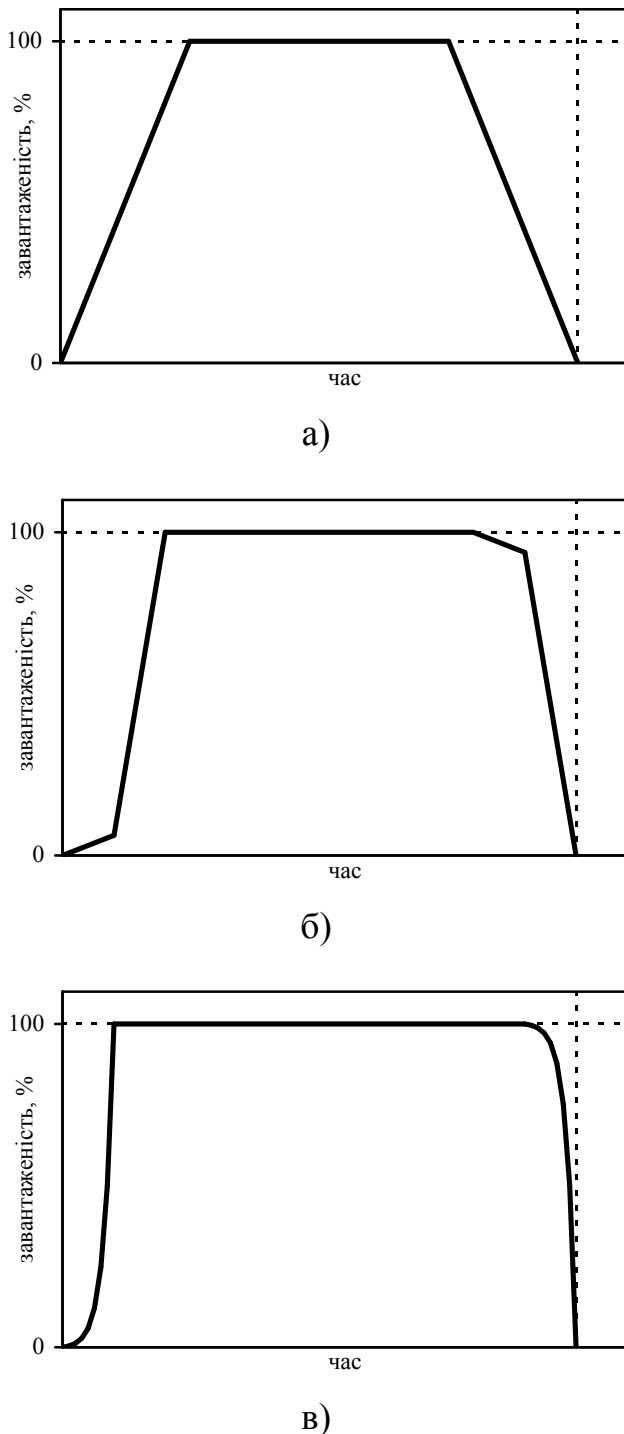 100
завантаженість, %
0
час
а)
100
завантаженість, %
0
час
б)
100
завантаженість, %
0
час
в)